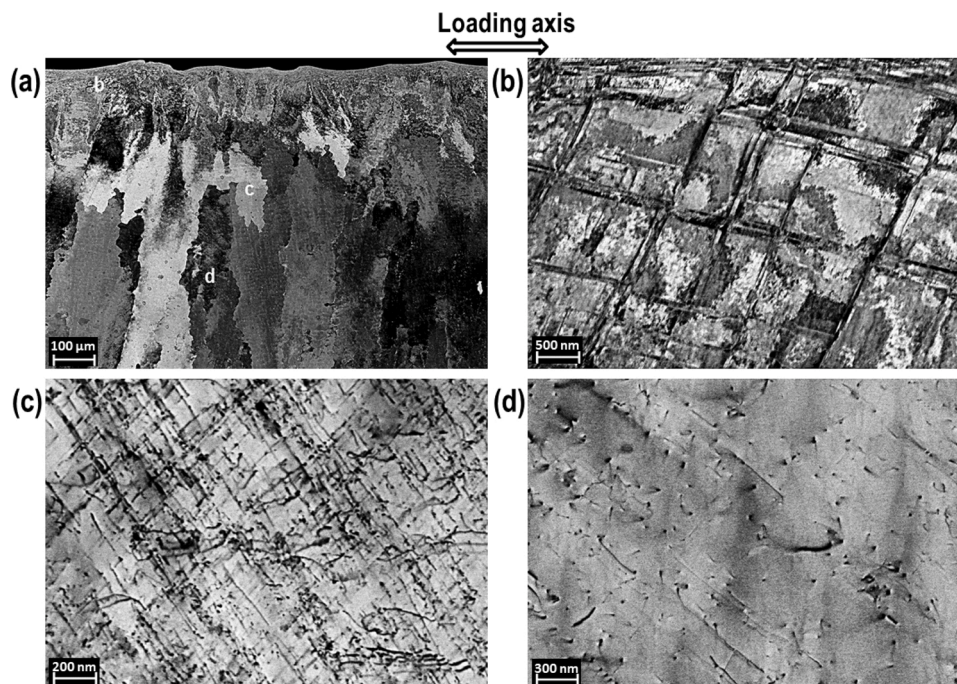 Loading axis
(a)
b
c
d
100 µm
(b)
500 nm
(c)
200 nm
(d)
300 nm